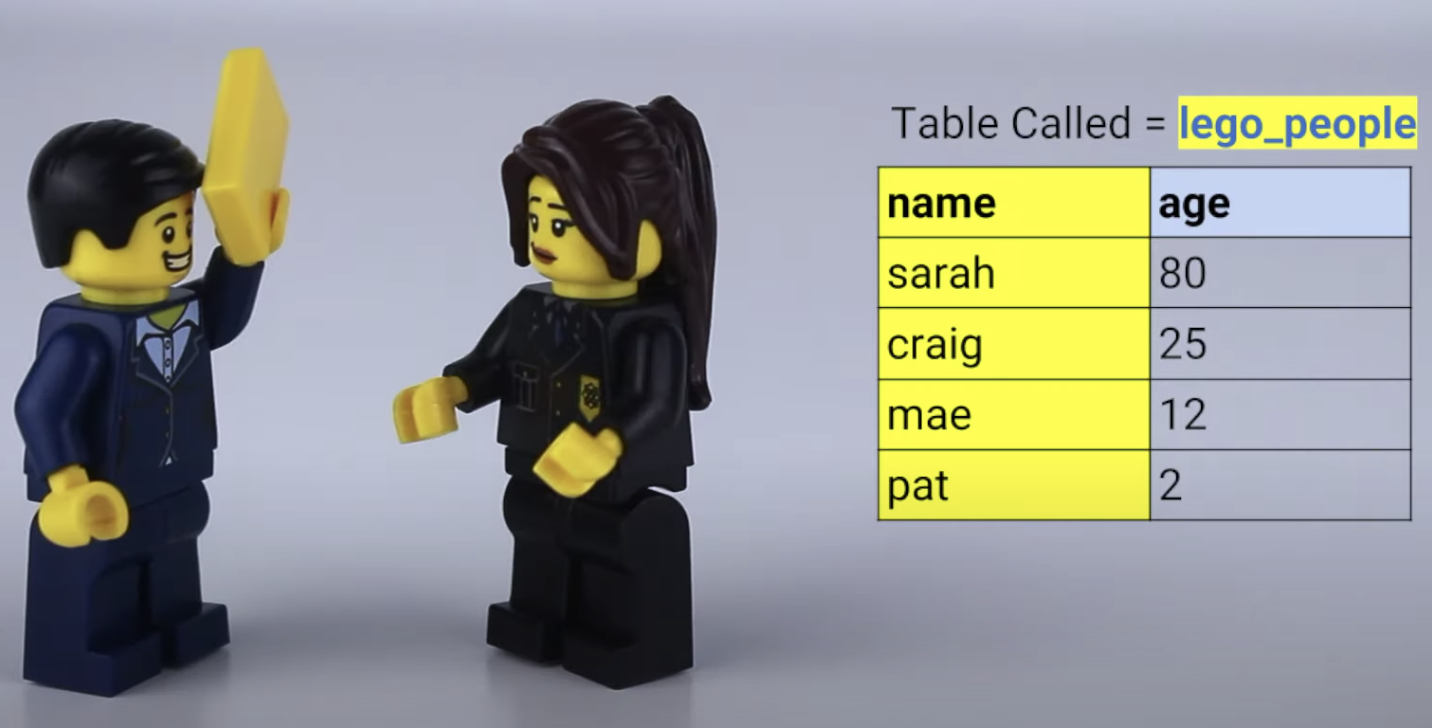 Table Called = lego_people
name age
sarah 80
craig 25
mae 12
pat 2